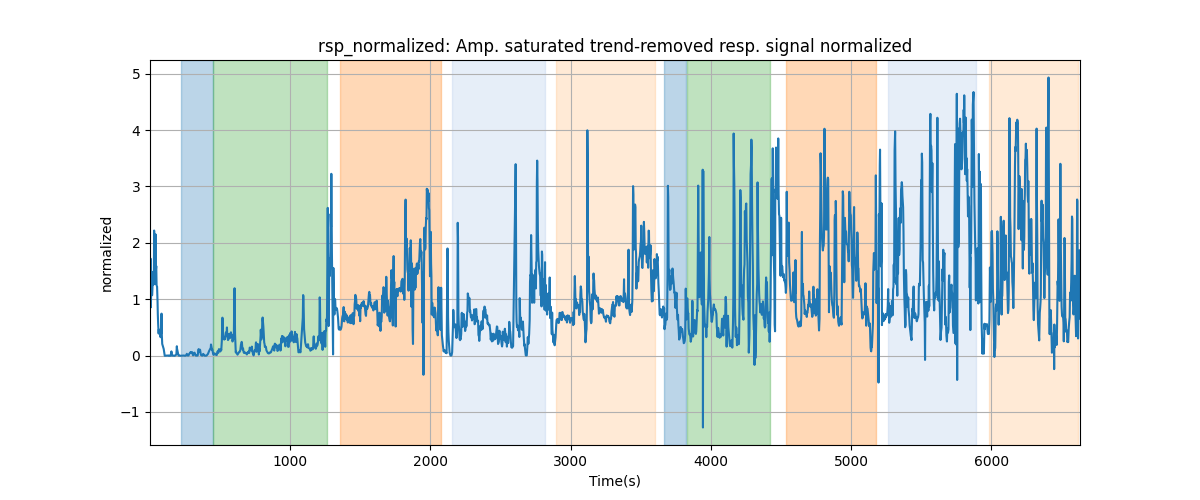 rsp_normalized: Amp. saturated trend-removed resp. signal normalized
5
4
3
2
1
0
−1
normalized
1000 2000 3000 4000 5000 6000
Time(s)